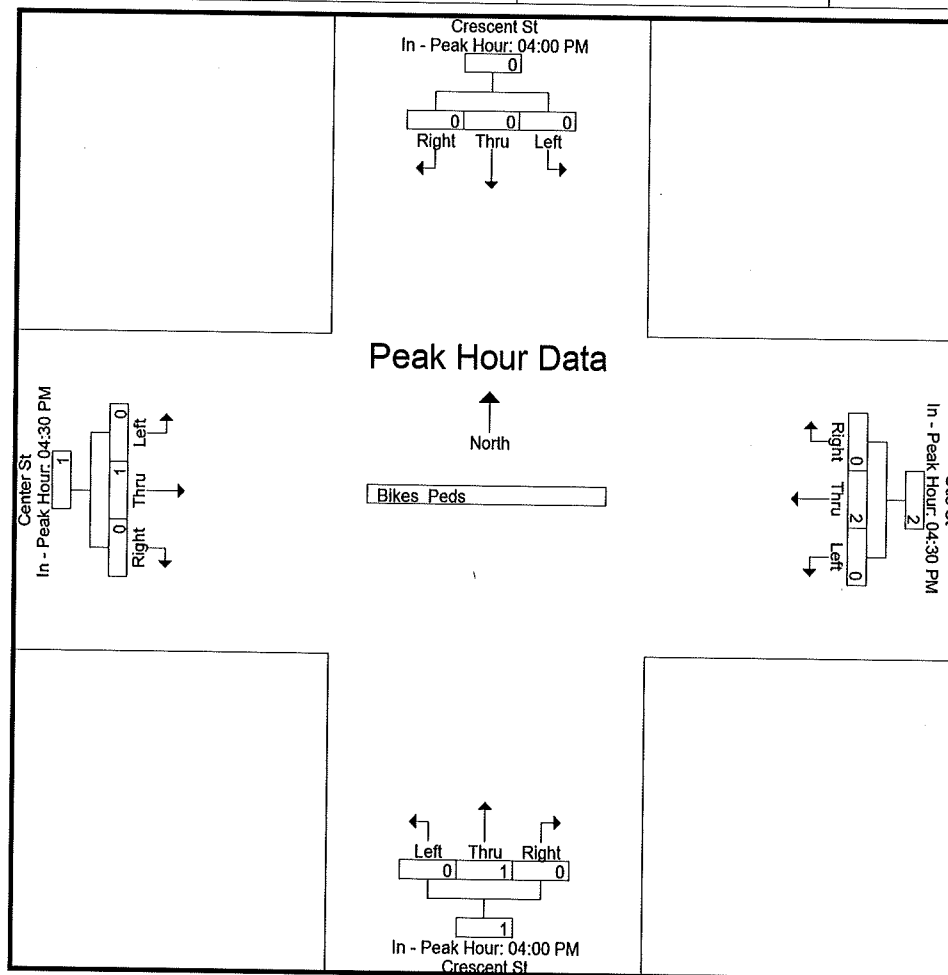 Crescent St
In - Peak Hour: 04:00 PM
0
0 0 0
Right Thru Left
Peak Hour Data
North
Bikes Peds
Center St
In - Peak Hour: 04:30 PM
1
0 1 0
Left Thru Right
In - Peak Hour: 04:30 PM
2
0 2 0
Right Thru Left
Left Thru Right
0 1 0
1
In - Peak Hour: 04:00 PM
Crescent St